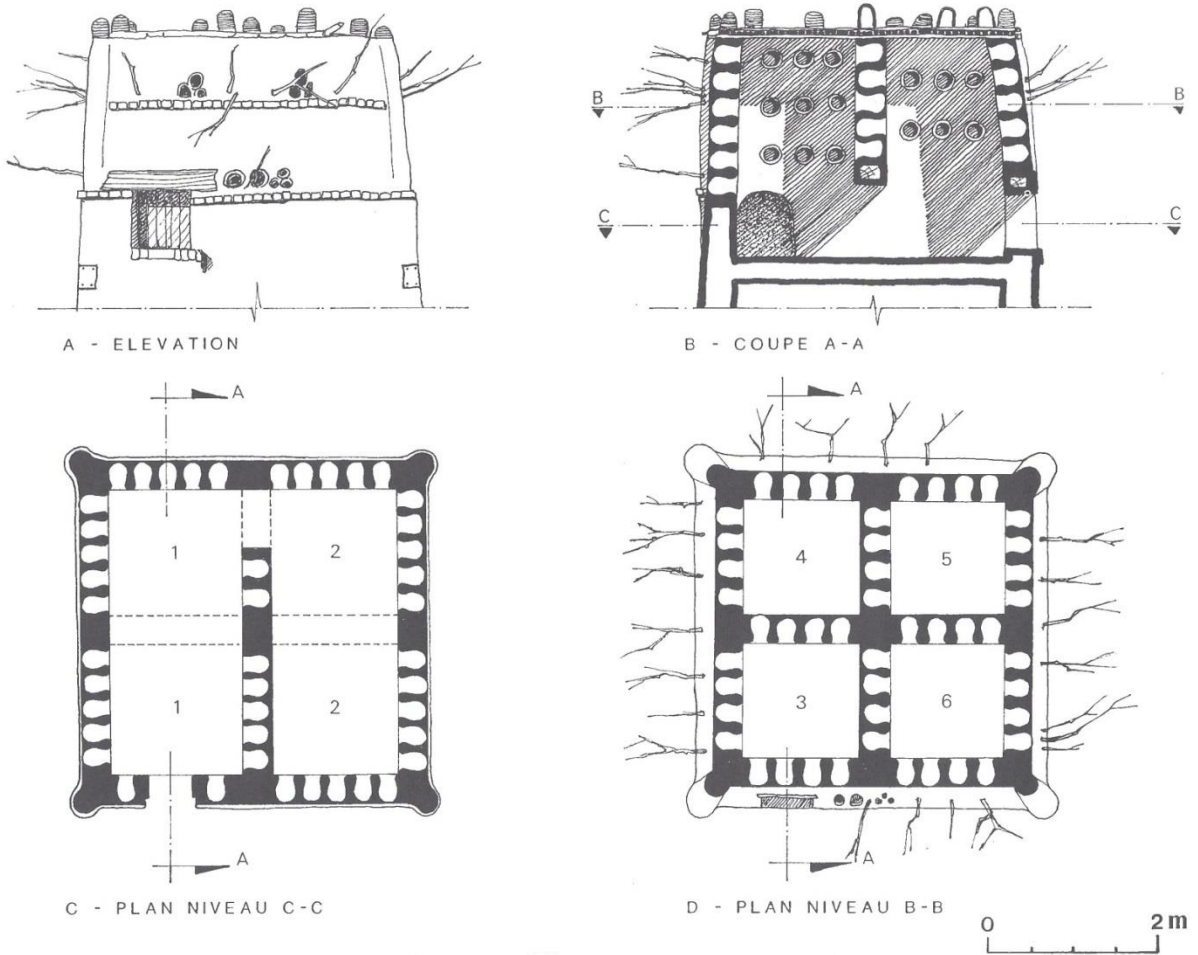 B B
B B
C C
C C
A - ELEVATION
B - COUPE A-A
A
A
1 2
1 2
4 5
3 6
A
A
C - PLAN NIVEAU C-C
D - PLAN NIVEAU B-B
0 2 m